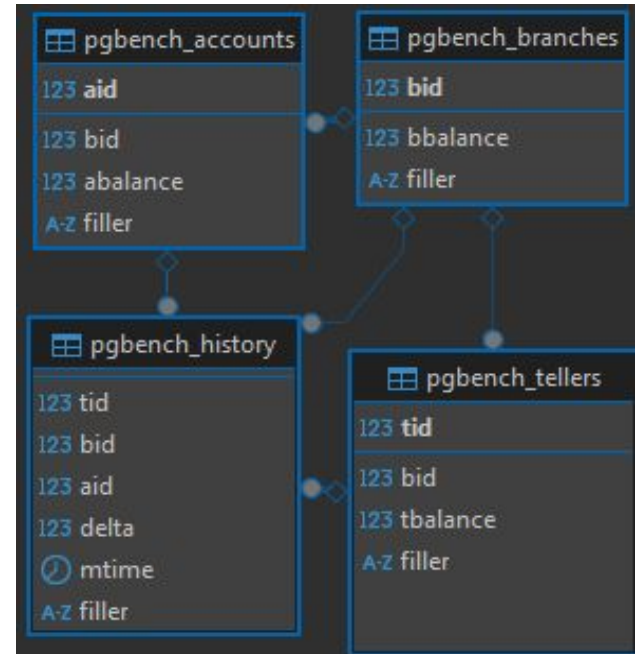 pgbench_accounts
123 aid
123 bid
123 abalance
A-Z filler
pgbench_branches
123 bid
123 bbalance
A-Z filler
pgbench_history
123 tid
123 bid
123 aid
123 delta
mtime
A-Z filler
pgbench_tellers
123 tid
123 bid
123 tbalance
A-Z filler